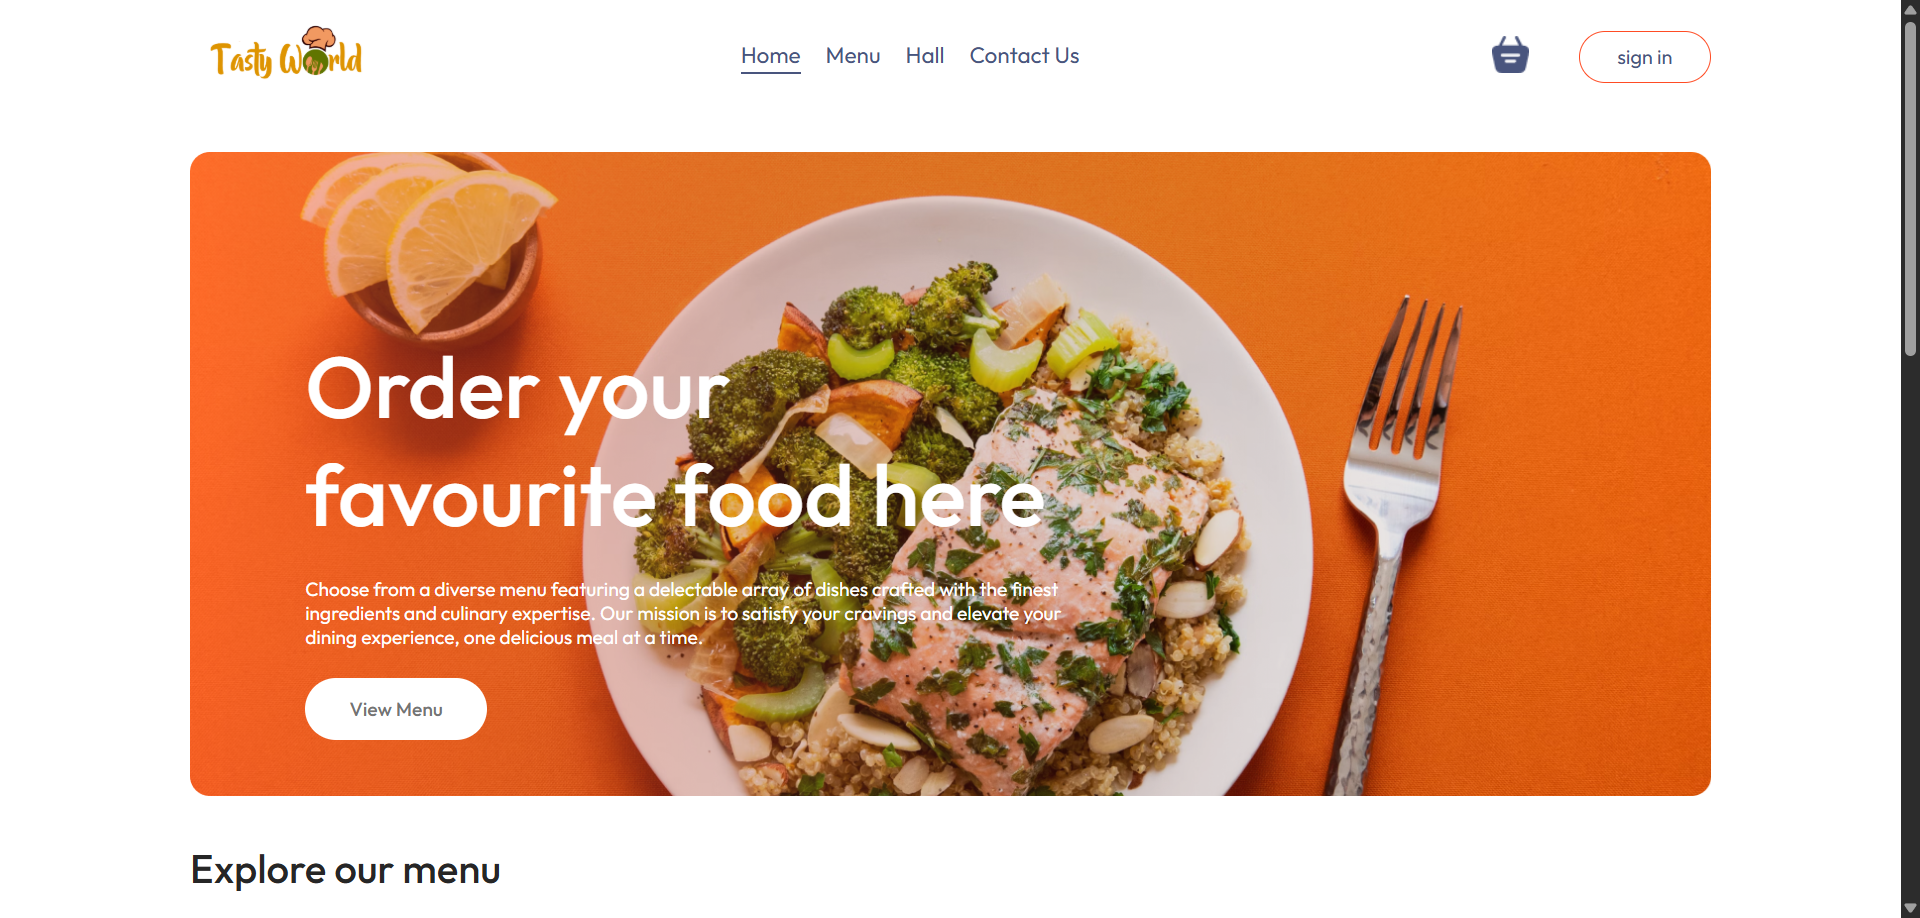 Tasty World
Home Menu Hall Contact Us
sign in
Order your
favourite food here
Choose from a diverse menu featuring a delectable array of dishes crafted with the finest
ingredients and culinary expertise. Our mission is to satisfy your cravings and elevate your
dining experience, one delicious meal at a time.
View Menu
Explore our menu